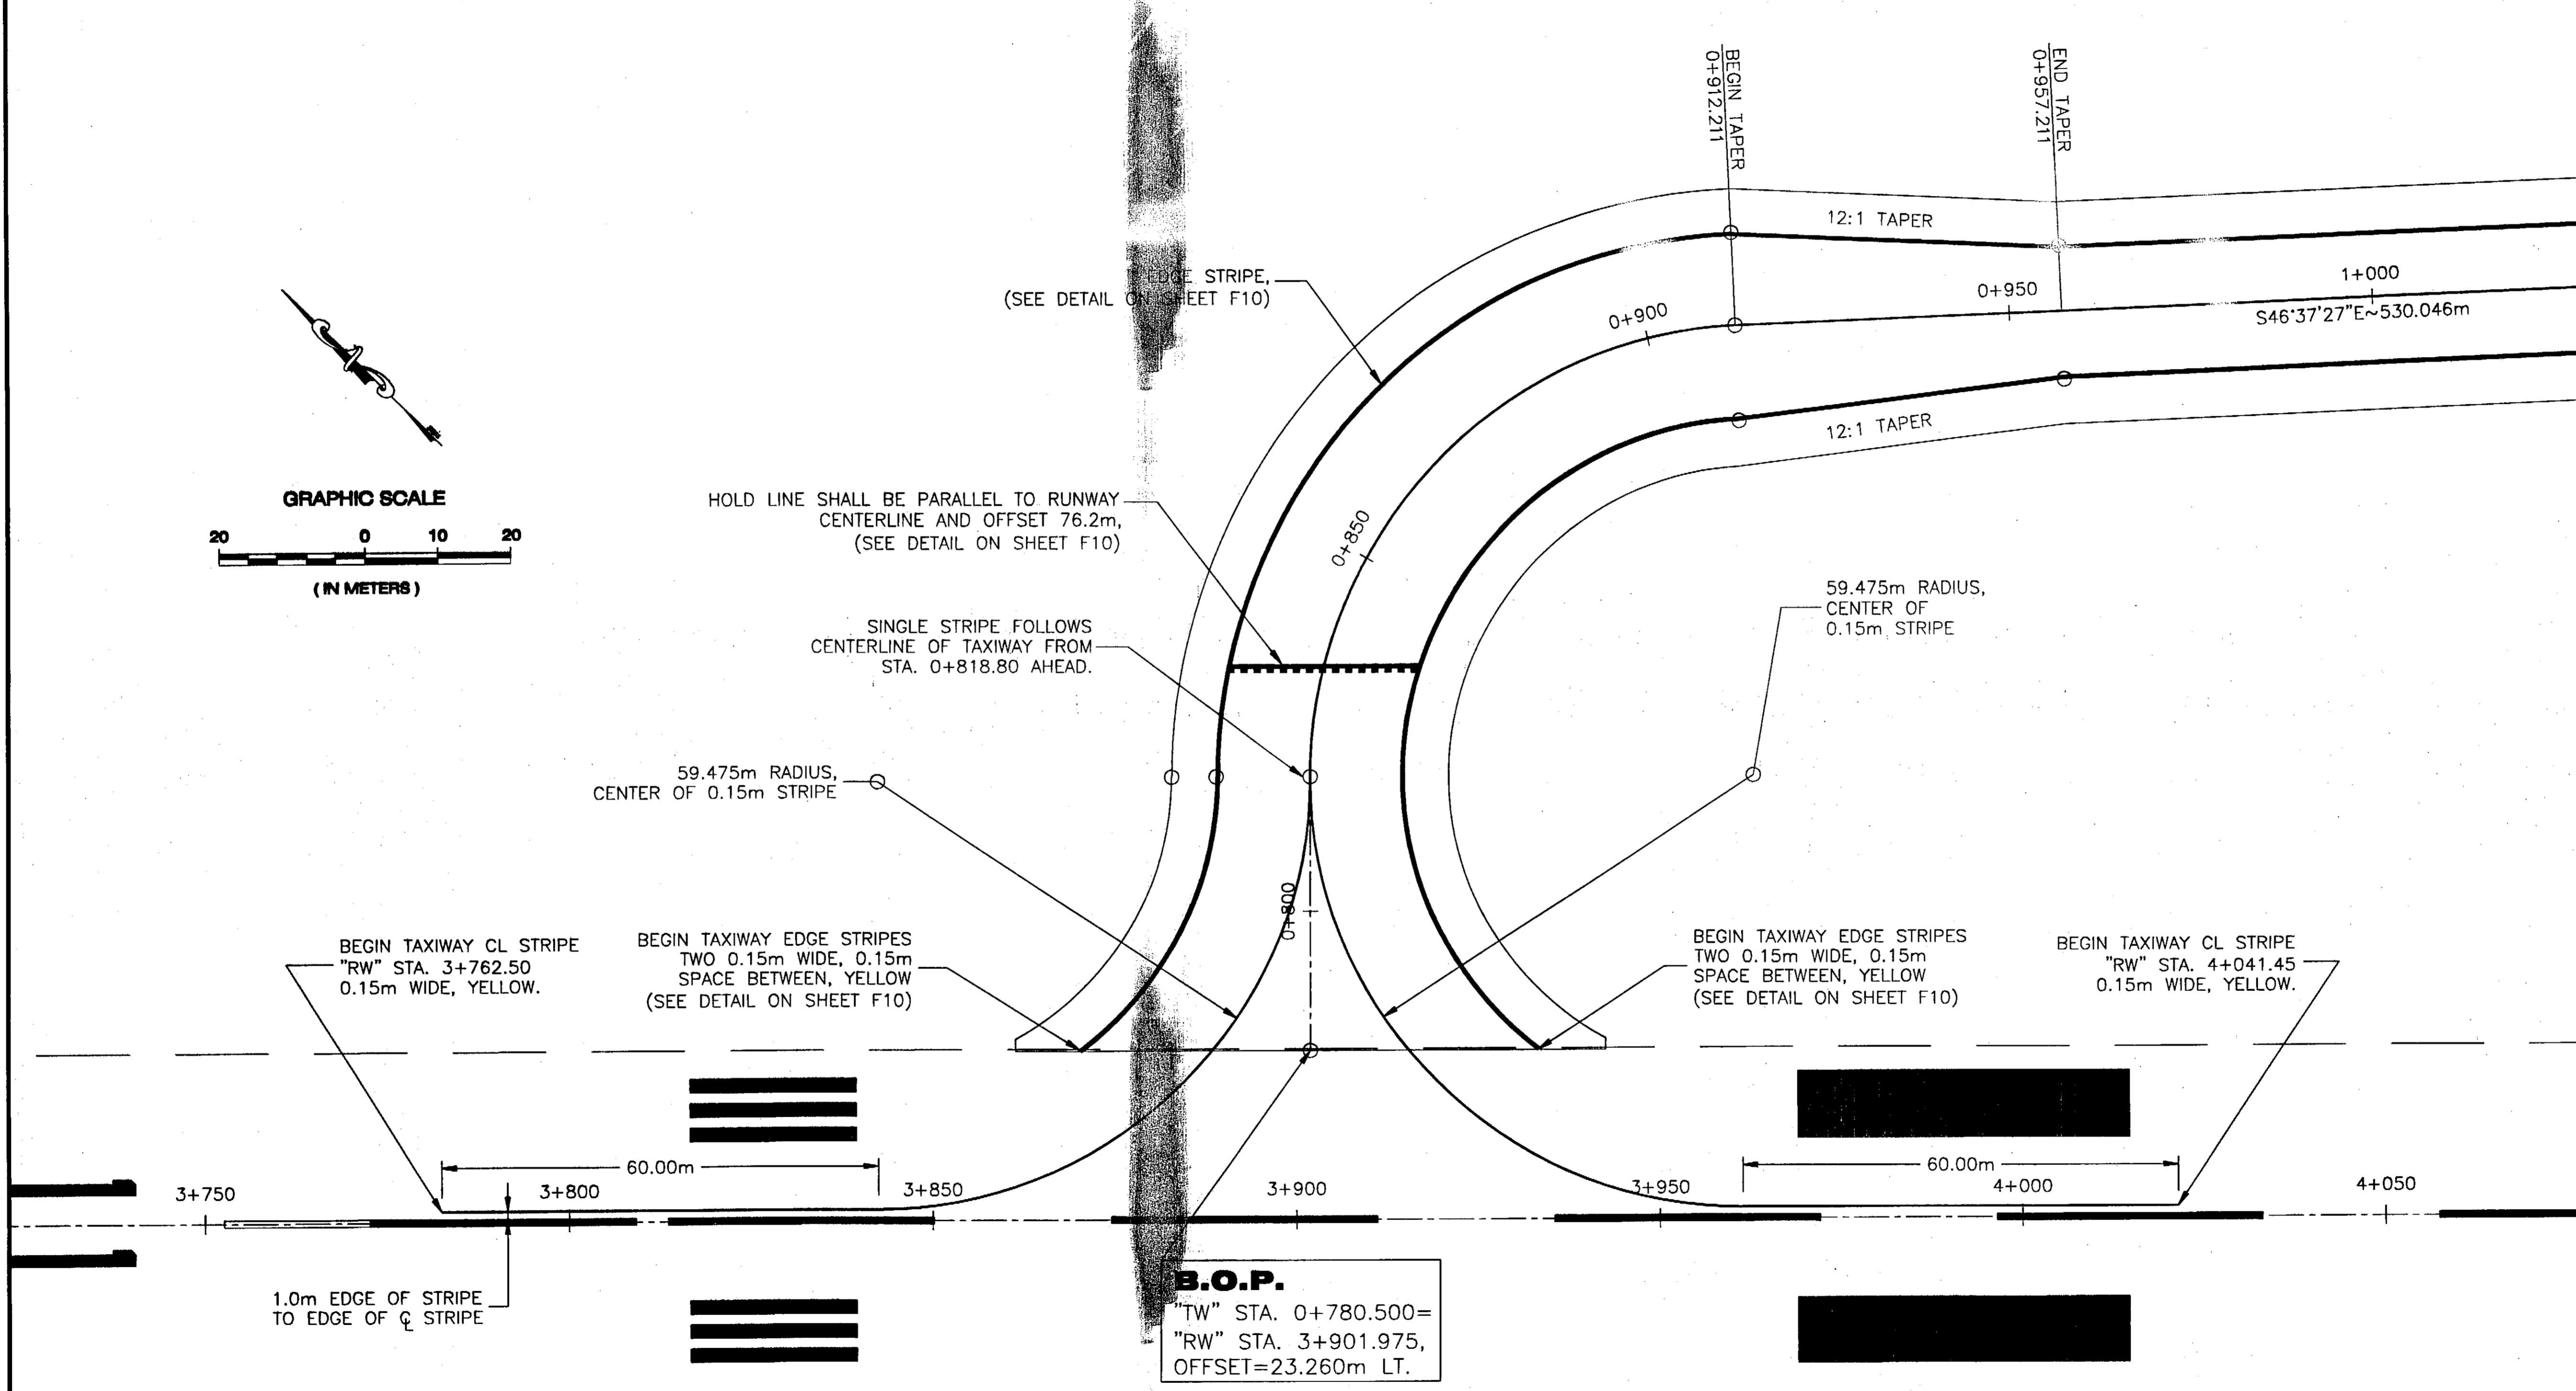 BEGIN TAPER
0+912.211
END TAPER
0+957.211
12:1 TAPER
EDGE STRIPE,
(SEE DETAIL ON SHEET F10)
0+900
0+950
1+000
S46°37'27"E~530.046m
12:1 TAPER
GRAPHIC SCALE
20 0 10 20
( IN METERS )
HOLD LINE SHALL BE PARALLEL TO RUNWAY
CENTERLINE AND OFFSET 76.2m,
(SEE DETAIL ON SHEET F10)
0+850
SINGLE STRIPE FOLLOWS
CENTERLINE OF TAXIWAY FROM
STA. 0+818.80 AHEAD.
59.475m RADIUS,
CENTER OF
0.15m STRIPE
59.475m RADIUS,
CENTER OF 0.15m STRIPE
0+800
BEGIN TAXIWAY CL STRIPE
"RW" STA. 3+762.50
0.15m WIDE, YELLOW.
BEGIN TAXIWAY EDGE STRIPES
TWO 0.15m WIDE, 0.15m
SPACE BETWEEN, YELLOW
(SEE DETAIL ON SHEET F10)
BEGIN TAXIWAY EDGE STRIPES
TWO 0.15m WIDE, 0.15m
SPACE BETWEEN, YELLOW
(SEE DETAIL ON SHEET F10)
BEGIN TAXIWAY CL STRIPE
"RW" STA. 4+041.45
0.15m WIDE, YELLOW.
60.00m
60.00m
3+750
3+800
3+850
3+900
3+950
4+000
4+050
1.0m EDGE OF STRIPE
TO EDGE OF ℄ STRIPE
B.O.P.
"TW" STA. 0+780.500=
"RW" STA. 3+901.975,
OFFSET=23.260m LT.